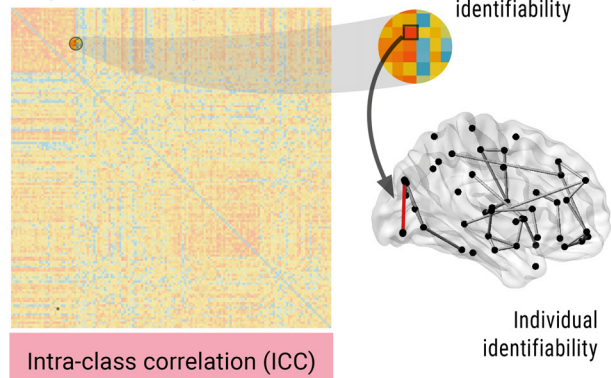 identifiability
Individual
identifiability
Intra-class correlation (ICC)